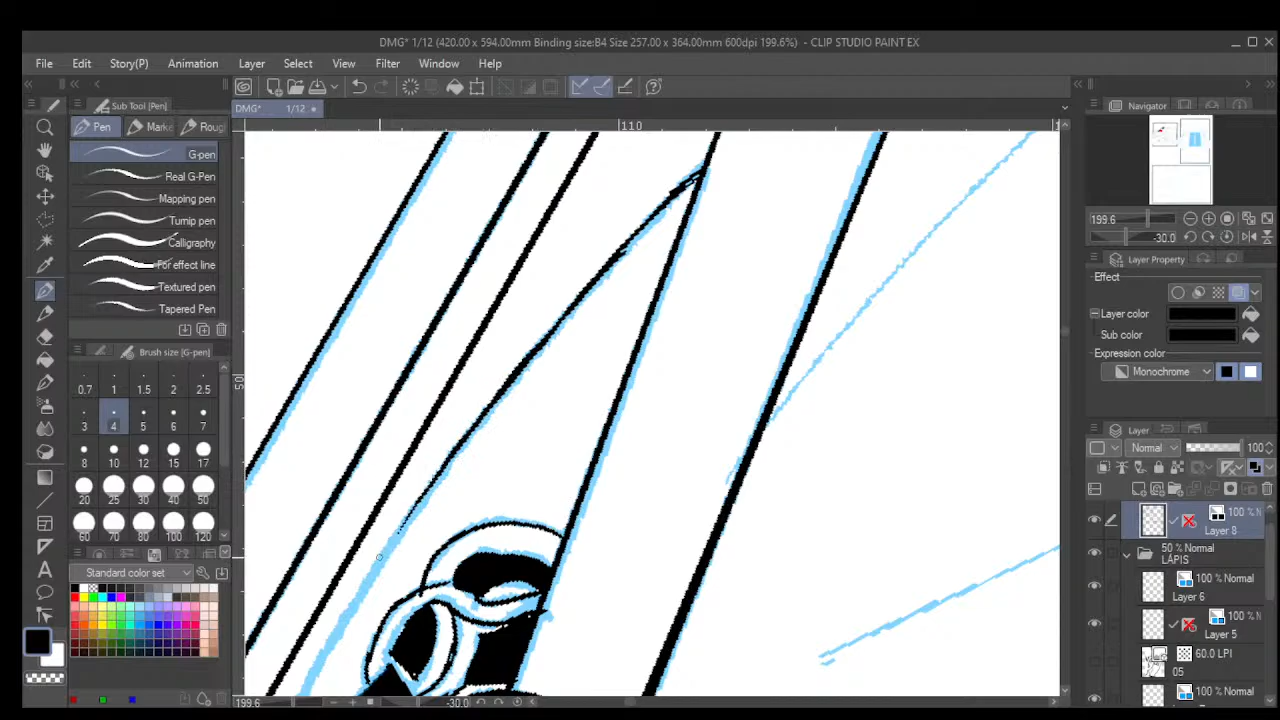 DMG* 1/12 (420.00 x 594.00mm Binding size:B4 Size 257.00 x 364.00mm 600dpi 199.6%) - CLIP STUDIO PAINT EX
File Edit Story(P) Animation Layer Select View Filter Window Help
Sub Tool [Pen]
DMG* 1/12
Navigator
Pen Marke Roug
110
G-pen
Real G-Pen
Mapping pen
Turnip pen
Calligraphy
For effect line
Textured pen
Tapered Pen
199.6
-30.0
Layer Property
Effect
Layer color
Sub color
Expression color
Monochrome
Brush size [G-pen]
0.7 1 1.5 2 2.5
3 4 5 6 7
8 10 12 15 17
20 25 30 40 50
60 70 80 100 120
50
Layer
Normal 100
100 % N
Layer 8
50 % Normal
LAPIS
100 % Normal
Layer 6
100 % N
Layer 5
60.0 LPI
05
100 % Normal
Standard color set
199.6 -30.0